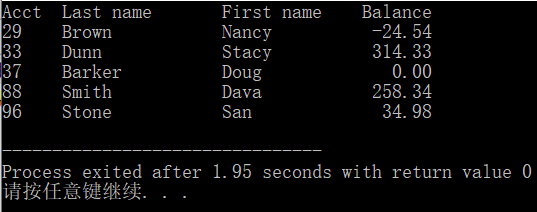 Acct  Last name       First name    Balance
29    Brown           Nancy          -24.54
33    Dunn            Stacy          314.33
37    Barker          Doug             0.00
88    Smith           Dava           258.34
96    Stone           San             34.98
--------------------------------
Process exited after 1.95 seconds with return value 0
请按任意键继续. . .